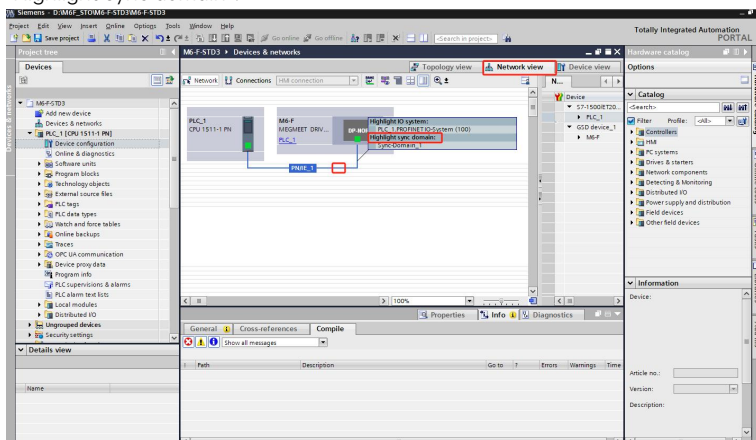 Siemens - D:\M6F_STO\M6-F-STD3\M6-F-STD3
Project Edit View Insert Online Options Tools Window Help
Totally Integrated Automation
PORTAL
Save project
Go online Go offline
<Search in project>
Project tree
M6-F-STD3 Devices & networks
Hardware catalog
Devices
Topology view Network view Device view
Options
Network Connections HMI connection
N...
Devices & networks
M6-F-STD3
Add new device
Devices & networks
PLC_1 [CPU 1511-1 PN]
Device configuration
Online & diagnostics
Software units
Program blocks
Technology objects
External source files
PLC tags
PLC data types
Watch and force tables
Online backups
Traces
OPC UA communication
Device proxy data
Program info
PLC supervisions & alarms
PLC alarm text lists
Local modules
Distributed I/O
Ungrouped devices
Security settings
Details view
Name
PLC_1
CPU 1511-1 PN
M6-F
MEGMEET DRIV...
PLC_1
DP-NOR
Highlight IO system:
PLC_1.PROFINET IO-System (100)
Highlight sync domain:
Sync-Domain_1
PN/IE_1
100%
Device
S7-1500/ET20...
PLC_1
GSD device_1
M6-F
Properties Info Diagnostics
General Cross-references Compile
Show all messages
! Path Description Go to ? Errors Warnings Time
Catalog
<Search>
Filter Profile: <All>
Controllers
HMI
PC systems
Drives & starters
Network components
Detecting & Monitoring
Distributed I/O
Power supply and distribution
Field devices
Other field devices
Information
Device:
Article no.:
Version:
Description: